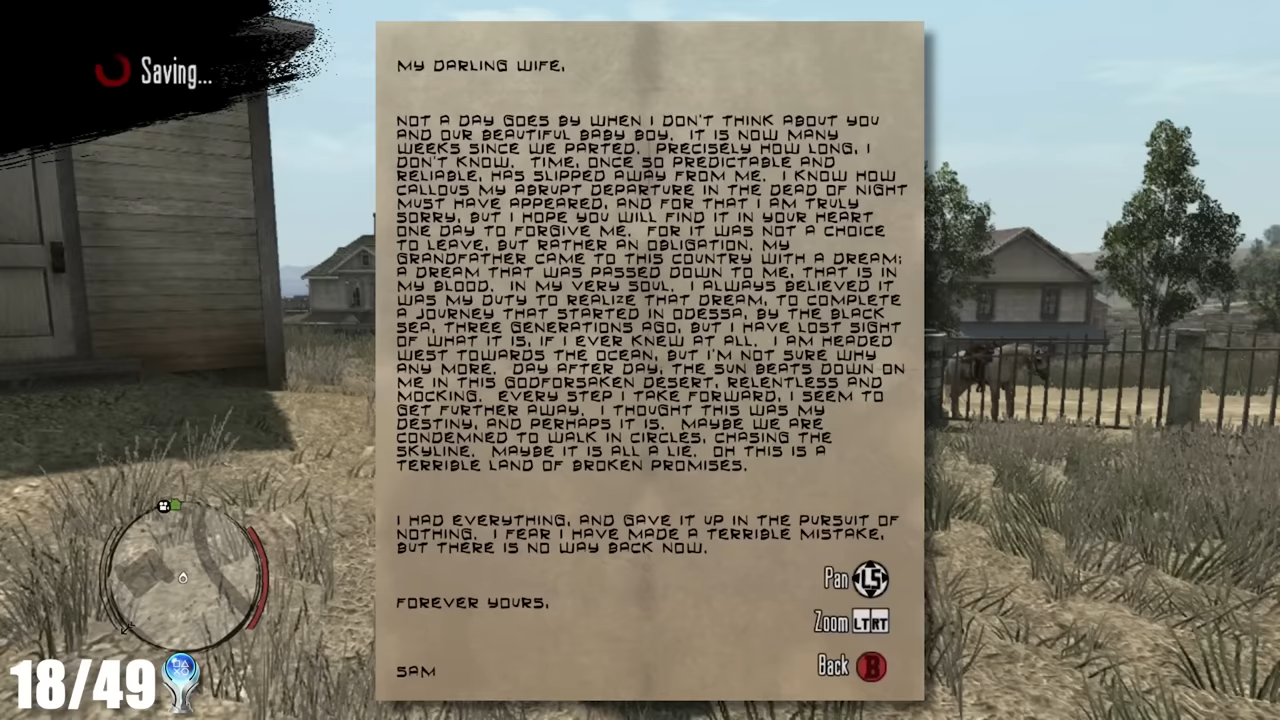 Saving...
MY DARLING WIFE,
NOT A DAY GOES BY WHEN I DON'T THINK ABOUT YOU
AND OUR BEAUTIFUL BABY BOY. IT IS NOW MANY
WEEKS SINCE WE PARTED. PRECISELY HOW LONG, I
DON'T KNOW. TIME, ONCE SO PREDICTABLE AND
RELIABLE, HAS SLIPPED AWAY FROM ME. I KNOW HOW
CALLOUS MY ABRUPT DEPARTURE IN THE DEAD OF NIGHT
MUST HAVE APPEARED, AND FOR THAT I AM TRULY
SORRY, BUT I HOPE YOU WILL FIND IT IN YOUR HEART
ONE DAY TO FORGIVE ME. FOR IT WAS NOT A CHOICE
TO LEAVE, BUT RATHER AN OBLIGATION. MY
GRANDFATHER CAME TO THIS COUNTRY WITH A DREAM;
A DREAM THAT WAS PASSED DOWN TO ME, THAT IS IN
MY BLOOD. IN MY VERY SOUL. I ALWAYS BELIEVED IT
WAS MY DUTY TO REALIZE THAT DREAM, TO COMPLETE
A JOURNEY THAT STARTED IN ODESSA, BY THE BLACK
SEA, THREE GENERATIONS AGO, BUT I HAVE LOST SIGHT
OF WHAT IT IS, IF I EVER KNEW AT ALL. I AM HEADED
WEST TOWARDS THE OCEAN, BUT I'M NOT SURE WHY
ANY MORE. DAY AFTER DAY, THE SUN BEATS DOWN ON
ME IN THIS GODFORSAKEN DESERT, RELENTLESS AND
MOCKING. EVERY STEP I TAKE FORWARD, I SEEM TO
GET FURTHER AWAY. I THOUGHT THIS WAS MY
DESTINY, AND PERHAPS IT IS. MAYBE WE ARE
CONDEMNED TO WALK IN CIRCLES, CHASING THE
SKYLINE. MAYBE IT IS ALL A LIE. OH THIS IS A
TERRIBLE LAND OF BROKEN PROMISES.
I HAD EVERYTHING, AND GAVE IT UP IN THE PURSUIT OF
NOTHING. I FEAR I HAVE MADE A TERRIBLE MISTAKE,
BUT THERE IS NO WAY BACK NOW.
FOREVER YOURS,
SAM
Pan LS
Zoom LT RT
Back B
18/49